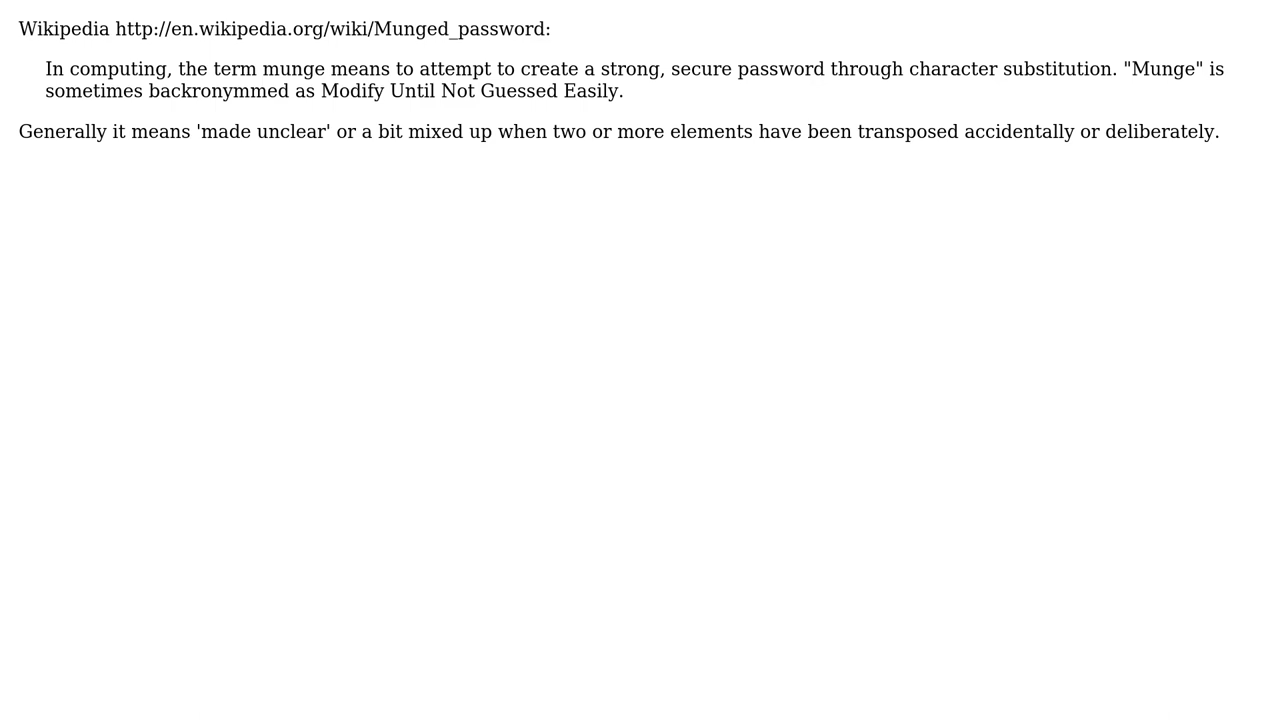 Wikipedia http://en.wikipedia.org/wiki/Munged_password:
In computing, the term munge means to attempt to create a strong, secure password through character substitution. "Munge" is
sometimes backronymmed as Modify Until Not Guessed Easily.
Generally it means 'made unclear' or a bit mixed up when two or more elements have been transposed accidentally or deliberately.